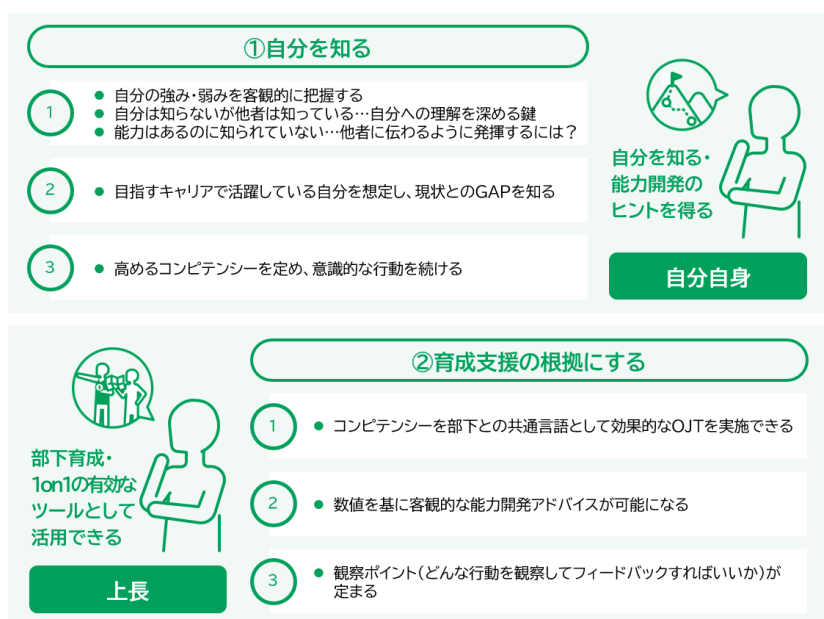 ①自分を知る
1
● 自分の強み・弱みを客観的に把握する
● 自分は知らないが他者は知っている…自分への理解を深める鍵
● 能力はあるのに知られていない…他者に伝わるように発揮するには？
2
● 目指すキャリアで活躍している自分を想定し、現状とのGAPを知る
3
● 高めるコンピテンシーを定め、意識的な行動を続ける
自分を知る・
能力開発の
ヒントを得る
自分自身
部下育成・
1on1の有効な
ツールとして
活用できる
上長
②育成支援の根拠にする
1
● コンピテンシーを部下との共通言語として効果的なOJTを実施できる
2
● 数値を基に客観的な能力開発アドバイスが可能になる
3
● 観察ポイント（どんな行動を観察してフィードバックすればいいか）が
定まる